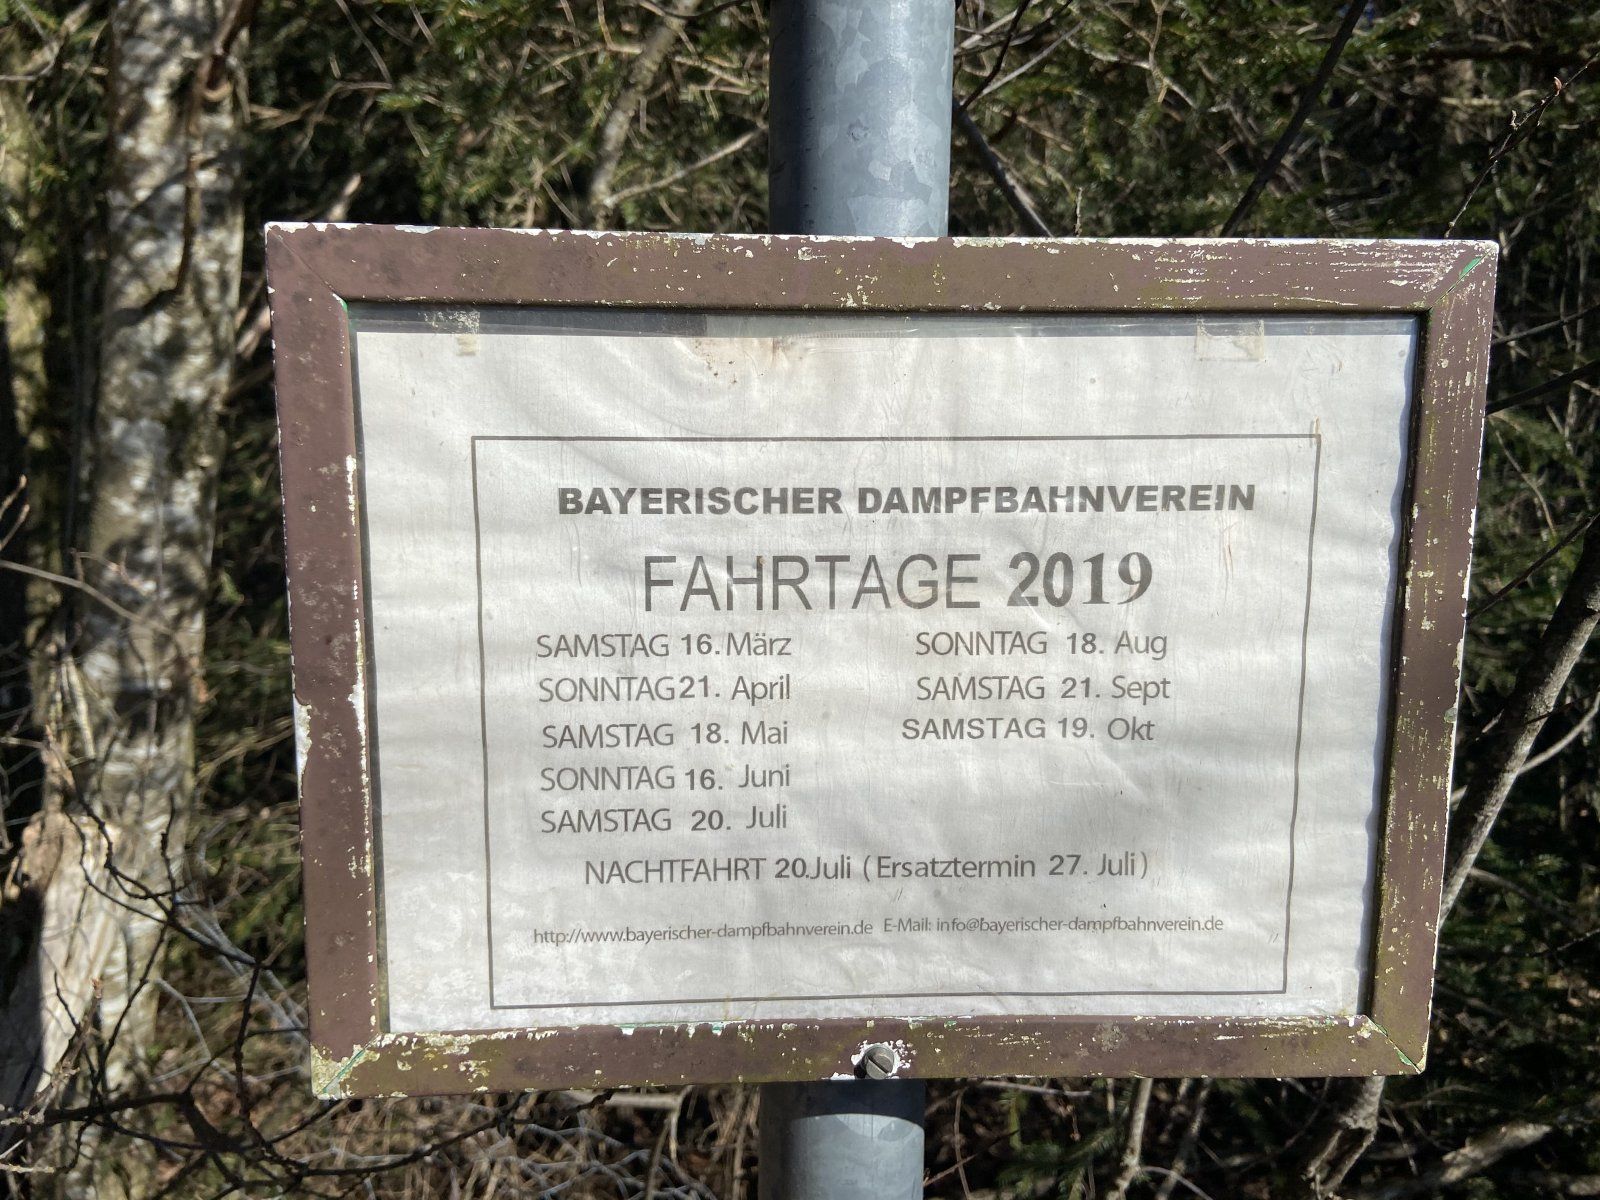 BAYERISCHER DAMPFBAHNVEREIN
FAHRTAGE 2019
SAMSTAG 16. März
SONNTAG 21. April
SAMSTAG 18. Mai
SONNTAG 16. Juni
SAMSTAG 20. Juli
SONNTAG 18. Aug
SAMSTAG 21. Sept
SAMSTAG 19. Okt
NACHTFAHRT 20.Juli (Ersatztermin 27. Juli)
http://www.bayerischer-dampfbahnverein.de E-Mail: info@bayerischer-dampfbahnverein.de